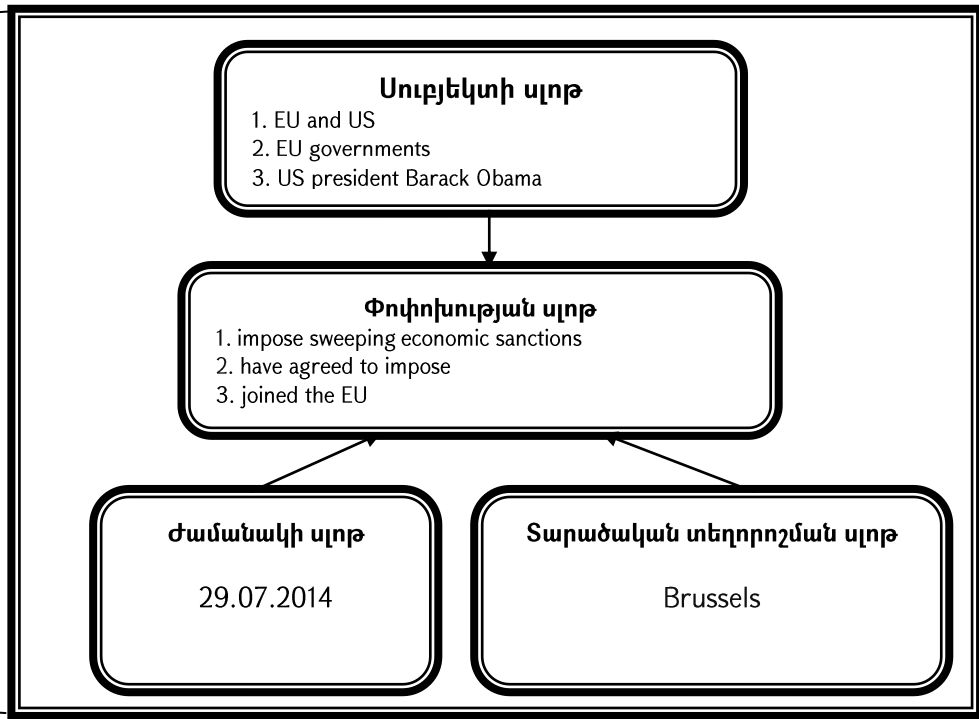 Սուբյեկտի սլոթ
1. EU and US
2. EU governments
3. US president Barack Obama
Փոփոխության սլոթ
1. impose sweeping economic sanctions
2. have agreed to impose
3. joined the EU
Ժամանակի սլոթ
29.07.2014
Տարածական տեղորոշման սլոթ
Brussels